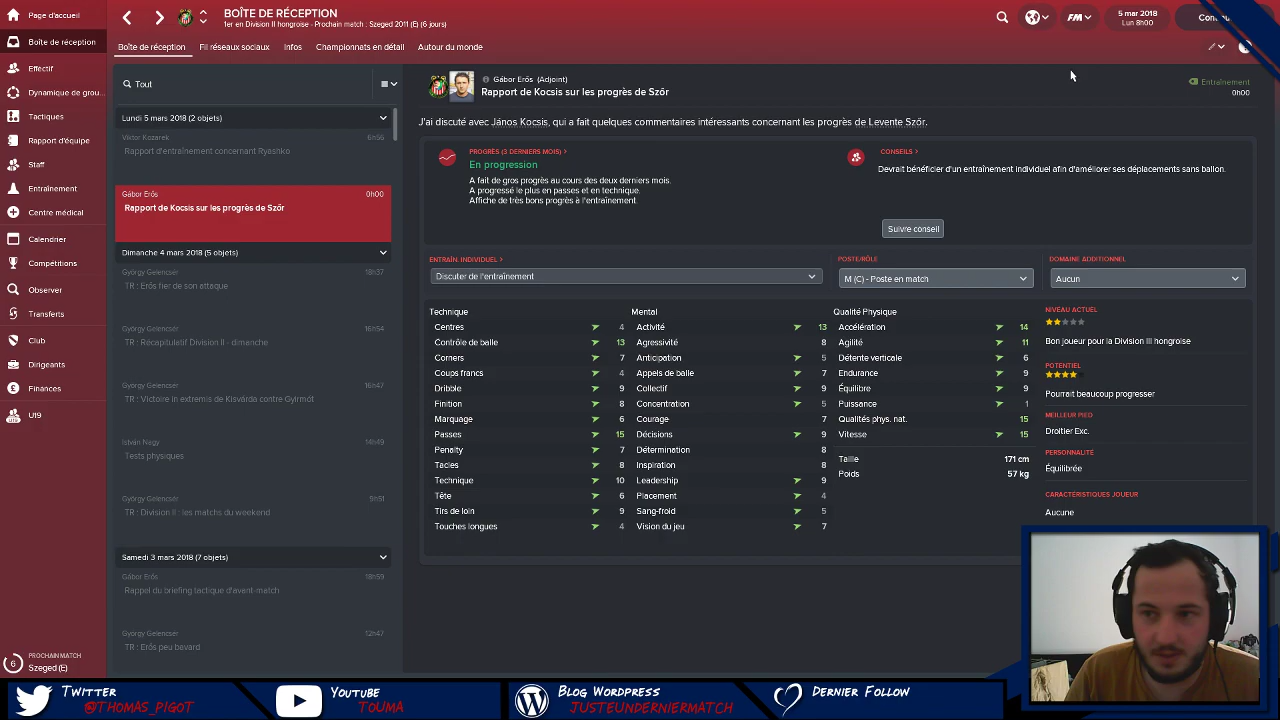 Page d'accueil
Boîte de réception
Effectif
Dynamique de grou...
Tactiques
Rapport d'équipe
Staff
Entraînement
Centre médical
Calendrier
Compétitions
Observer
Transferts
Club
Dirigeants
Finances
U19
6
PROCHAIN MATCH
Szeged (E)
BOÎTE DE RÉCEPTION
1er en Division II hongroise - Prochain match : Szeged 2011 (E) (6 jours)
FM
5 mar 2018
Lun 8h00
Boîte de réception
Fil réseaux sociaux
Infos
Championnats en détail
Autour du monde
Tout
Lundi 5 mars 2018 (2 objets)
Viktor Kozarek 6h56
Rapport d'entraînement concernant Ryashko
Gábor Erős 0h00
Rapport de Kocsis sur les progrès de Szőr
Dimanche 4 mars 2018 (5 objets)
György Gelencsér 18h37
TR : Erős fier de son attaque
György Gelencsér 16h54
TR : Récapitulatif Division II - dimanche
György Gelencsér 16h47
TR : Victoire in extremis de Kisvárda contre Gyirmót
István Nagy 14h49
Tests physiques
György Gelencsér 9h51
TR : Division II : les matchs du weekend
Samedi 3 mars 2018 (7 objets)
Gábor Erős 18h59
Rappel du briefing tactique d'avant-match
György Gelencsér 12h47
TR : Erős peu bavard
Gábor Erős (Adjoint)
Rapport de Kocsis sur les progrès de Szőr
Entraînement
0h00
J'ai discuté avec János Kocsis, qui a fait quelques commentaires intéressants concernant les progrès de Levente Szőr.
PROGRÈS (3 DERNIERS MOIS) >
En progression
A fait de gros progrès au cours des deux derniers mois.
A progressé le plus en passes et en technique.
Affiche de très bons progrès à l'entraînement
CONSEILS >
Devrait bénéficier d'un entraînement individuel afin d'améliorer ses déplacements sans ballon.
Suivre conseil
ENTRAÎN. INDIVIDUEL >
Discuter de l'entraînement
POSTE/RÔLE
M (C) - Poste en match
DOMAINE ADDITIONNEL
Aucun
Technique
Centres 4
Contrôle de balle 13
Corners 7
Coups francs 4
Dribble 9
Finition 8
Marquage 6
Passes 15
Penalty 7
Tacles 8
Technique 10
Tête 6
Tirs de loin 9
Touches longues 4
Mental
Activité 13
Agressivité 8
Anticipation 5
Appels de balle 7
Collectif 9
Concentration 5
Courage 7
Décisions 9
Détermination 8
Inspiration 8
Leadership 9
Placement 4
Sang-froid 5
Vision du jeu 7
Qualité Physique
Accélération 14
Agilité 11
Détente verticale 6
Endurance 9
Équilibre 9
Puissance 1
Qualités phys. nat. 15
Vitesse 15
Taille 171 cm
Poids 57 kg
NIVEAU ACTUEL
Bon joueur pour la Division III hongroise
POTENTIEL
Pourrait beaucoup progresser
MEILLEUR PIED
Droitier Exc.
PERSONNALITÉ
Équilibrée
CARACTÉRISTIQUES JOUEUR
Aucune
Twitter
@Thomas_Pigot
Youtube
Touma
Blog Wordpress
justeunderniermatch
Dernier Follow